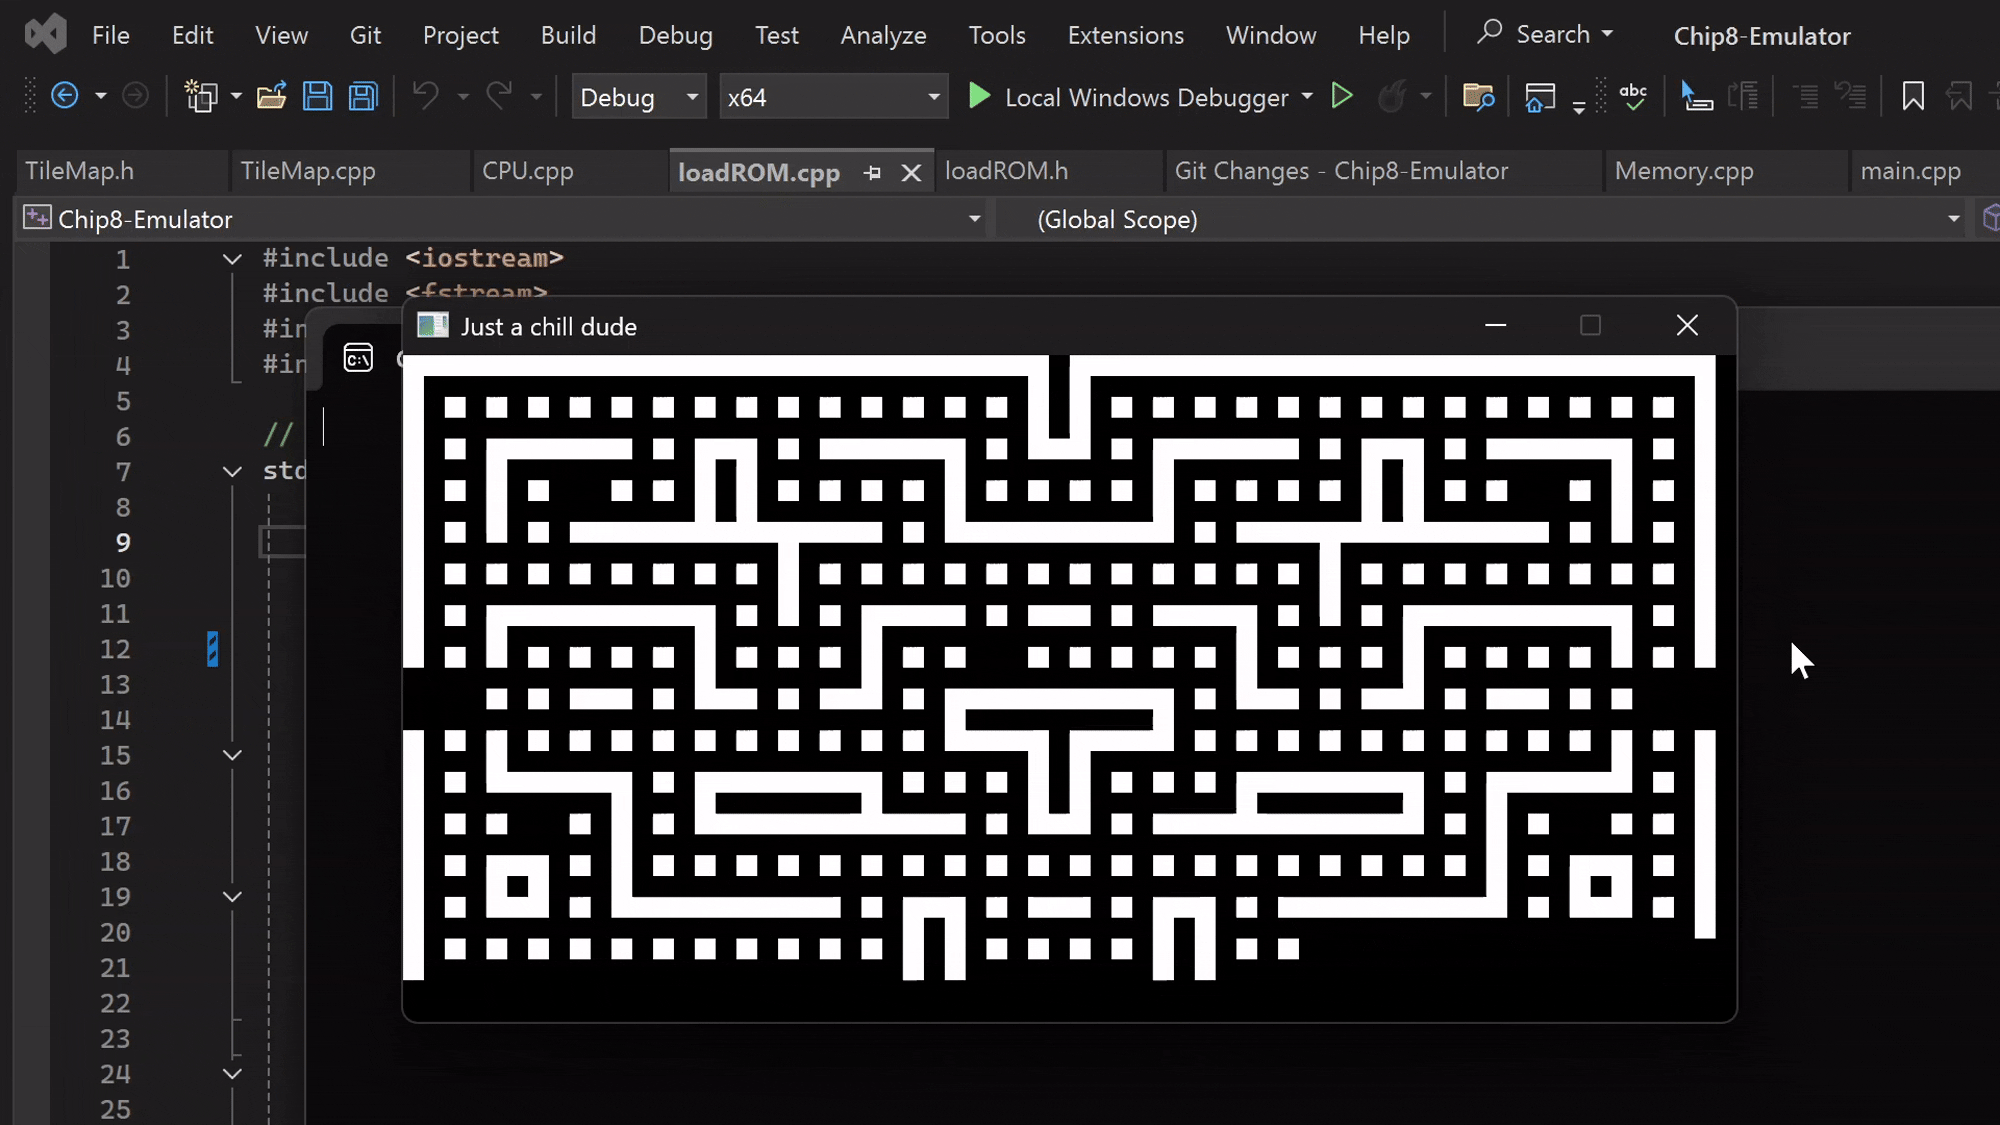 File Edit View Git Project Build Debug Test Analyze Tools Extensions Window Help Search Chip8-Emulator
Debug x64 Local Windows Debugger abc
TileMap.h TileMap.cpp CPU.cpp loadROM.cpp loadROM.h Git Changes - Chip8-Emulator Memory.cpp main.cpp
Chip8-Emulator (Global Scope)
1 #include <iostream>
2 #include <fstream>
Just a chill dude
3 #in
4 #in
C:\
5
6 //
7 std
8
9
10
11
12
13
14
15
16
17
18
19
20
21
22
23
24
25